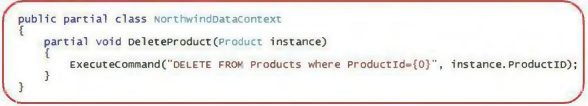 public partial class NorthwindDataContext
{
    partial void DeleteProduct(Product instance)
    {
        ExecuteCommand("DELETE FROM Products where ProductId={0}", instance.ProductID);
    }
}